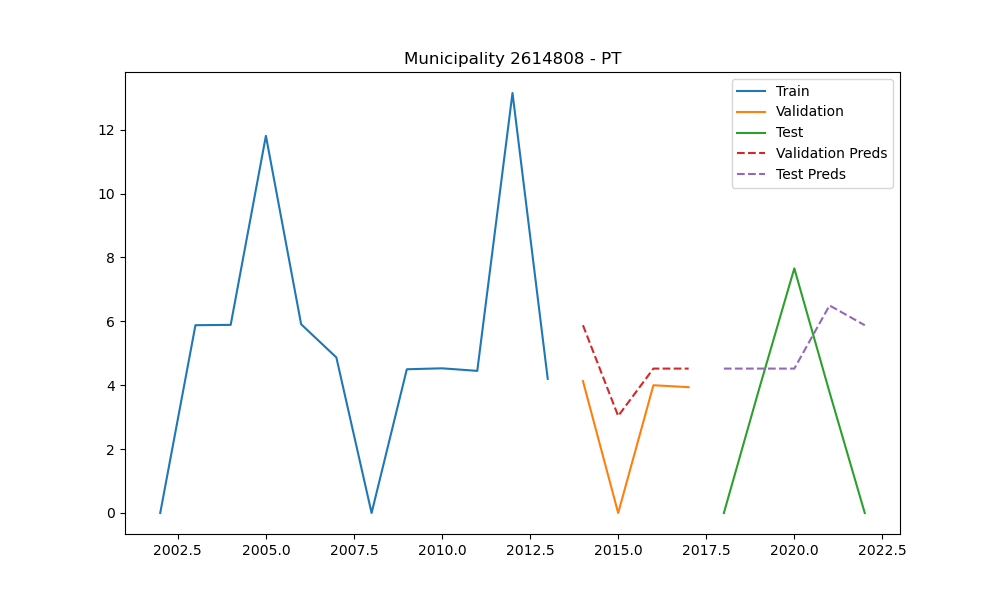 Municipality 2614808 - PT
Train
Validation
Test
Validation Preds
Test Preds
12
10
8
6
4
2
0
2002.5 2005.0 2007.5 2010.0 2012.5 2015.0 2017.5 2020.0 2022.5